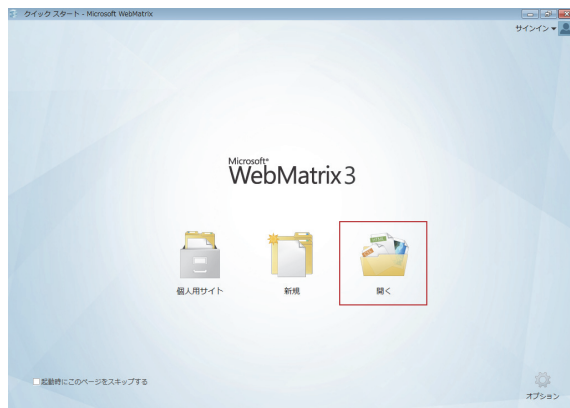 クイック スタート - Microsoft WebMatrix
サインイン
Microsoft®
WebMatrix 3
個人用サイト
新規
開く
起動時にこのページをスキップする
オプション